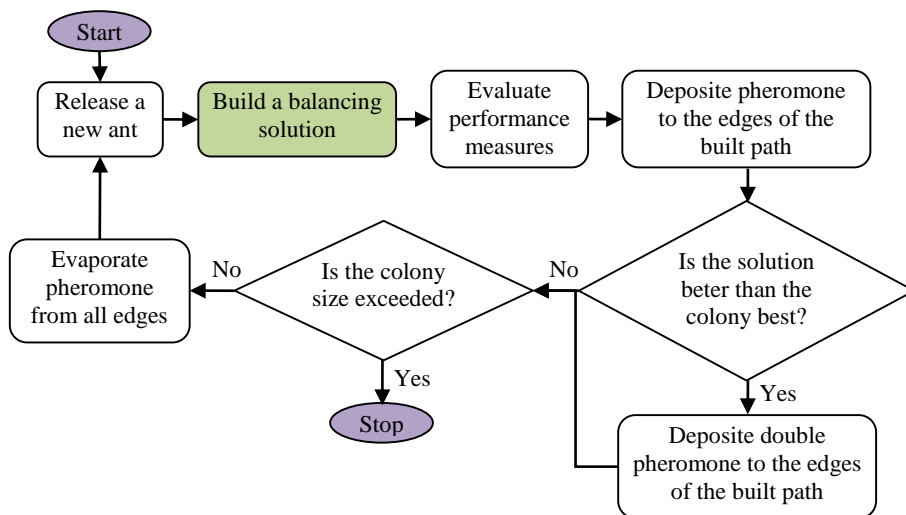 Start
Release a
new ant
Build a balancing
solution
Evaluate
performance
measures
Deposite pheromone
to the edges of the
built path
Is the solution
beter than the
colony best?
No
Yes
Deposite double
pheromone to the edges
of the built path
Is the colony
size exceeded?
No
Yes
Stop
Evaporate
pheromone
from all edges